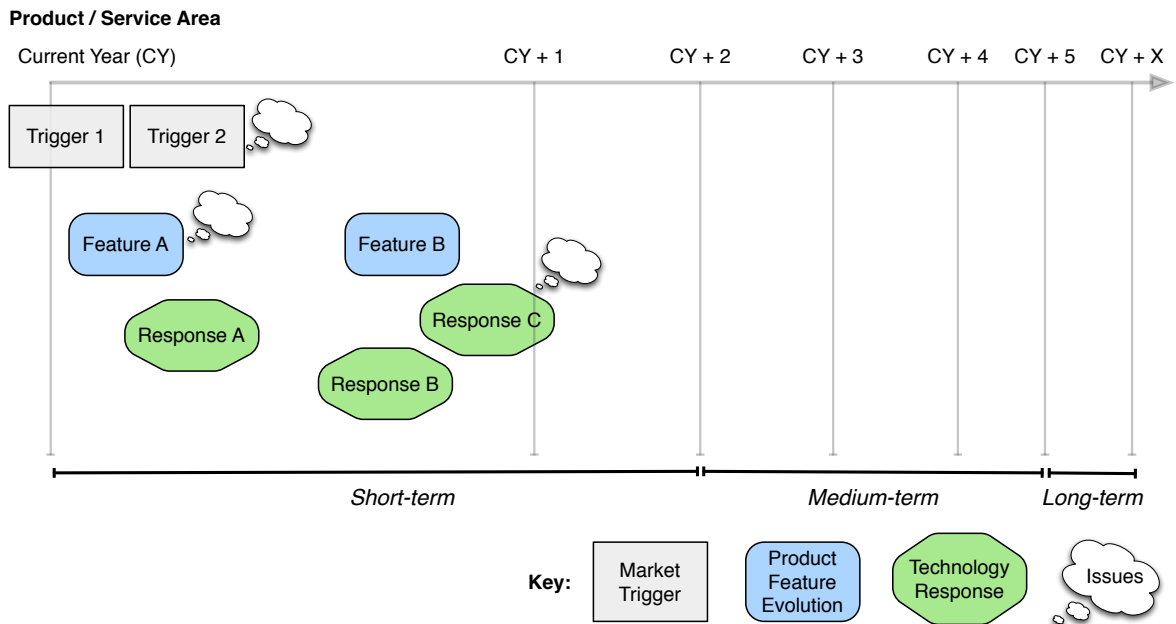 Product / Service Area
Current Year (CY)
CY + 1
CY + 2
CY + 3
CY + 4
CY + 5
CY + X
Trigger 1
Trigger 2
Feature A
Feature B
Response A
Response C
Response B
Short-term
Medium-term
Long-term
Key:
Market
Trigger
Product
Feature
Evolution
Technology
Response
Issues